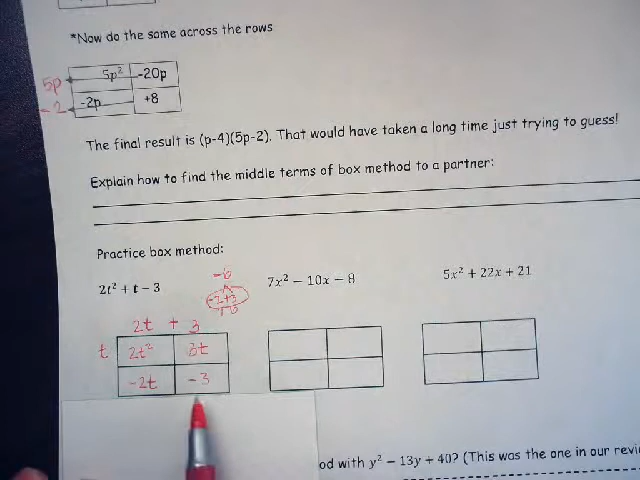 *Now do the same across the rows
5p 5p² -20p
-2 -2p +8
The final result is (p-4)(5p-2). That would have taken a long time just trying to guess!
Explain how to find the middle terms of box method to a partner:
Practice box method:
2t² + t − 3
-6
-2+3
7x² − 10x − 8
5x² + 22x + 21
2t + 3
t 2t² 3t
-2t -3
od with y² − 13y + 40? (This was the one in our revi